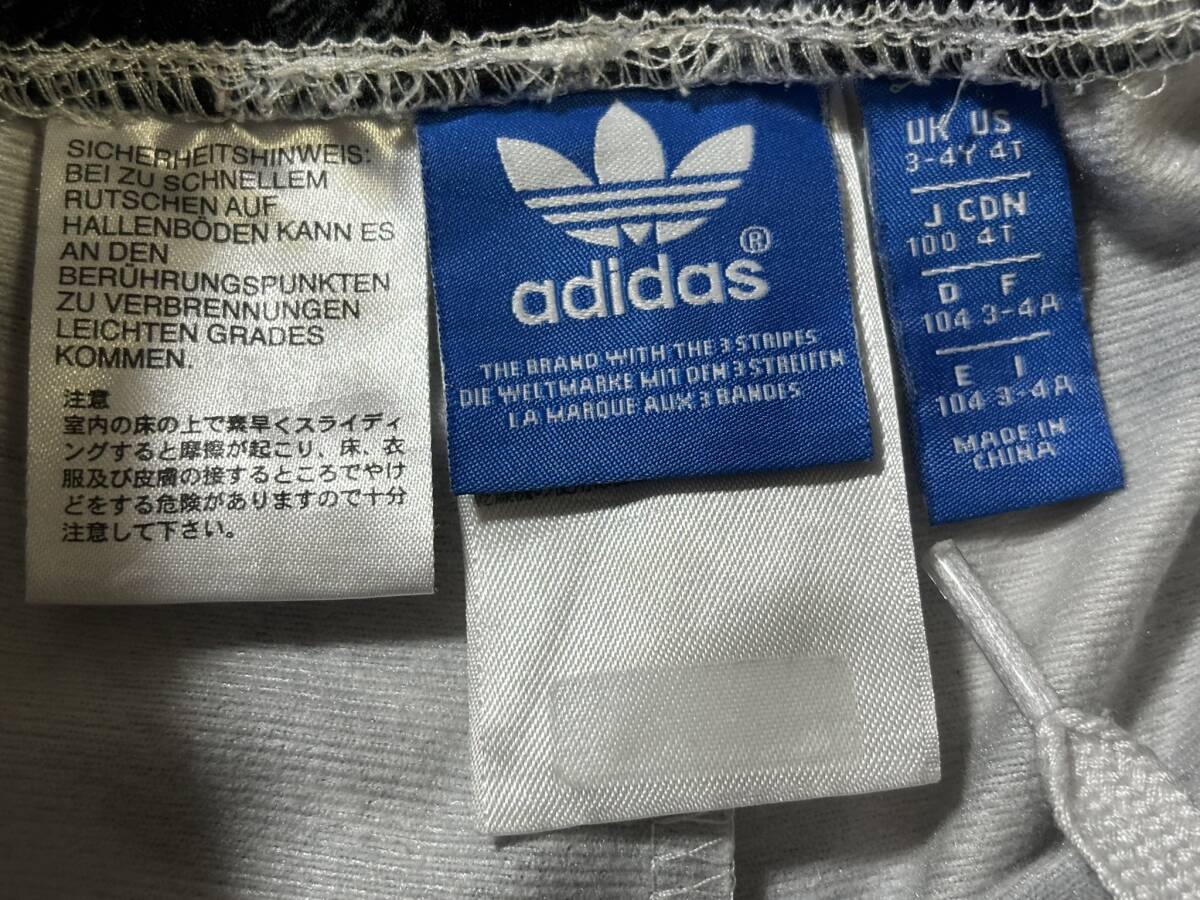 SICHERHEITSHINWEIS:
BEI ZU SCHNELLEM
RUTSCHEN AUF
HALLENBÖDEN KANN ES
AN DEN
BERÜHRUNGSPUNKTEN
ZU VERBRENNUNGEN
LEICHTEN GRADES
KOMMEN.
注意
室内の床の上で素早くスライディ
ングすると摩擦が起こり、床、衣
服及び皮膚の接するところでやけ
どをする危険がありますので十分
注意して下さい。
adidas®
THE BRAND WITH THE 3 STRIPES
DIE WELTMARKE MIT DEN 3 STREIFEN
LA MARQUE AUX 3 BANDES
UK US
3-4Y 4T
J CDN
100 4T
D F
104 3-4A
E I
104 3-4A
MADE IN
CHINA